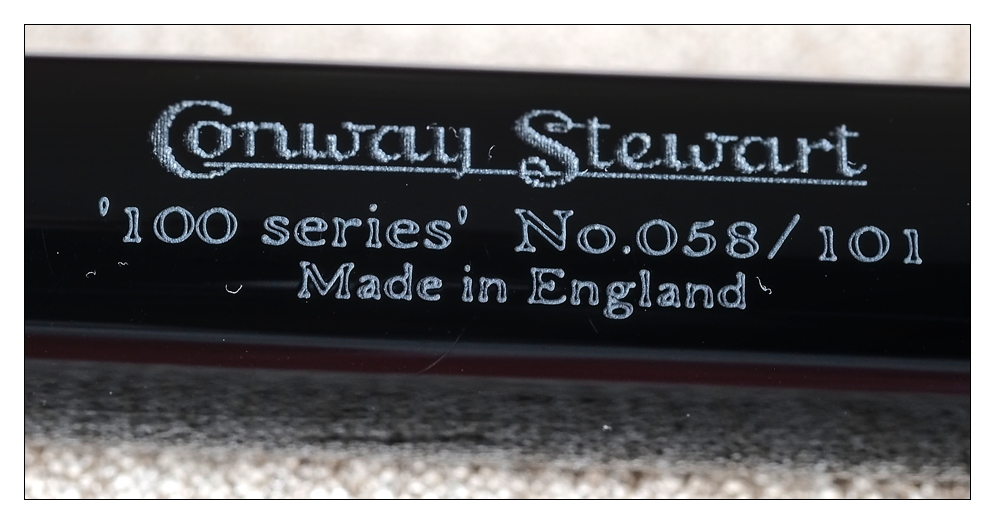 Conway Stewart
'100 series' No.058/101
Made in England